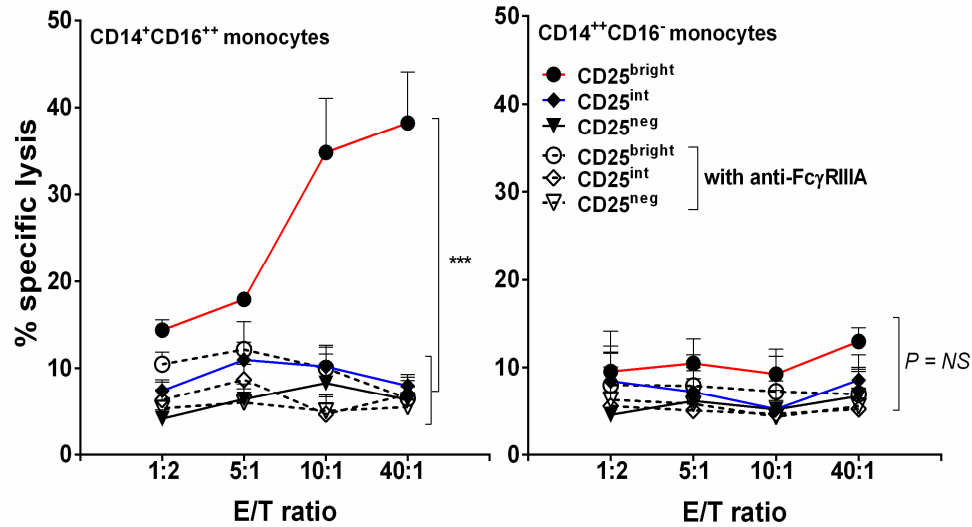 CD14⁺CD16⁺⁺ monocytes
% specific lysis
50
40
30
20
10
0
***
1:2 5:1 10:1 40:1
E/T ratio
CD14⁺⁺CD16⁻ monocytes
50
40
30
20
10
0
CD25ᵇʳⁱᵍʰᵗ
CD25ⁱⁿᵗ
CD25ⁿᵉᵍ
CD25ᵇʳⁱᵍʰᵗ
CD25ⁱⁿᵗ
CD25ⁿᵉᵍ
with anti-FcγRIIIA
P = NS
1:2 5:1 10:1 40:1
E/T ratio